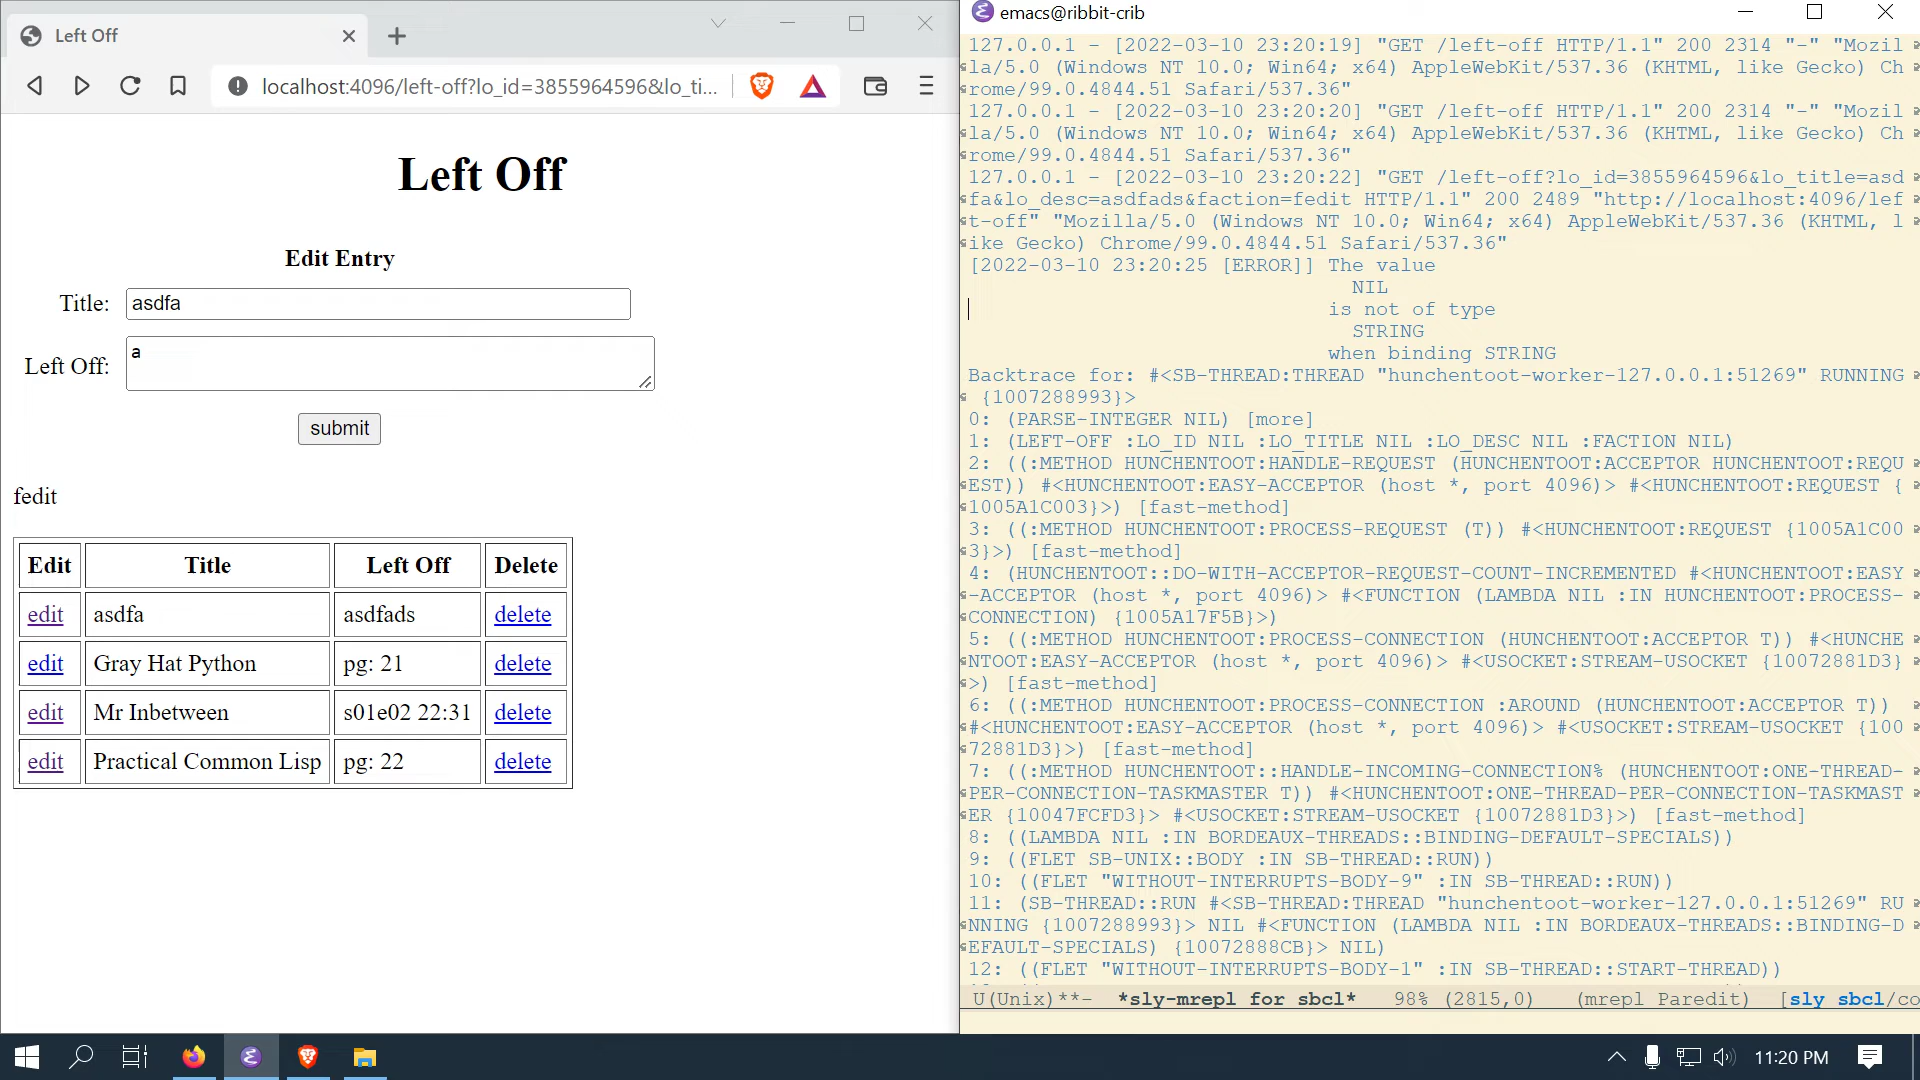 Left Off
localhost:4096/left-off?lo_id=3855964596&lo_ti...
Left Off
Edit Entry
Title: asdfa
Left Off: a
submit
fedit
Edit Title Left Off Delete
edit asdfa asdfads delete
edit Gray Hat Python pg: 21 delete
edit Mr Inbetween s01e02 22:31 delete
edit Practical Common Lisp pg: 22 delete
emacs@ribbit-crib
127.0.0.1 - [2022-03-10 23:20:19] "GET /left-off HTTP/1.1" 200 2314 "-" "Mozil
la/5.0 (Windows NT 10.0; Win64; x64) AppleWebKit/537.36 (KHTML, like Gecko) Ch
rome/99.0.4844.51 Safari/537.36"
127.0.0.1 - [2022-03-10 23:20:20] "GET /left-off HTTP/1.1" 200 2314 "-" "Mozil
la/5.0 (Windows NT 10.0; Win64; x64) AppleWebKit/537.36 (KHTML, like Gecko) Ch
rome/99.0.4844.51 Safari/537.36"
127.0.0.1 - [2022-03-10 23:20:22] "GET /left-off?lo_id=3855964596&lo_title=asd
fa&lo_desc=asdfads&faction=fedit HTTP/1.1" 200 2489 "http://localhost:4096/lef
t-off" "Mozilla/5.0 (Windows NT 10.0; Win64; x64) AppleWebKit/537.36 (KHTML, l
ike Gecko) Chrome/99.0.4844.51 Safari/537.36"
[2022-03-10 23:20:25 [ERROR]] The value
NIL
is not of type
STRING
when binding STRING
Backtrace for: #<SB-THREAD:THREAD "hunchentoot-worker-127.0.0.1:51269" RUNNING
{1007288993}>
0: (PARSE-INTEGER NIL) [more]
1: (LEFT-OFF :LO_ID NIL :LO_TITLE NIL :LO_DESC NIL :FACTION NIL)
2: ((:METHOD HUNCHENTOOT:HANDLE-REQUEST (HUNCHENTOOT:ACCEPTOR HUNCHENTOOT:REQU
EST)) #<HUNCHENTOOT:EASY-ACCEPTOR (host *, port 4096)> #<HUNCHENTOOT:REQUEST {
1005A1C003}>) [fast-method]
3: ((:METHOD HUNCHENTOOT:PROCESS-REQUEST (T)) #<HUNCHENTOOT:REQUEST {1005A1C00
3}>) [fast-method]
4: (HUNCHENTOOT::DO-WITH-ACCEPTOR-REQUEST-COUNT-INCREMENTED #<HUNCHENTOOT:EASY
-ACCEPTOR (host *, port 4096)> #<FUNCTION (LAMBDA NIL :IN HUNCHENTOOT:PROCESS-
CONNECTION) {1005A17F5B}>)
5: ((:METHOD HUNCHENTOOT:PROCESS-CONNECTION (HUNCHENTOOT:ACCEPTOR T)) #<HUNCHE
NTOOT:EASY-ACCEPTOR (host *, port 4096)> #<USOCKET:STREAM-USOCKET {10072881D3}
>) [fast-method]
6: ((:METHOD HUNCHENTOOT:PROCESS-CONNECTION :AROUND (HUNCHENTOOT:ACCEPTOR T))
#<HUNCHENTOOT:EASY-ACCEPTOR (host *, port 4096)> #<USOCKET:STREAM-USOCKET {100
72881D3}>) [fast-method]
7: ((:METHOD HUNCHENTOOT::HANDLE-INCOMING-CONNECTION% (HUNCHENTOOT:ONE-THREAD-
PER-CONNECTION-TASKMASTER T)) #<HUNCHENTOOT:ONE-THREAD-PER-CONNECTION-TASKMAST
ER {10047FCFD3}> #<USOCKET:STREAM-USOCKET {10072881D3}>) [fast-method]
8: ((LAMBDA NIL :IN BORDEAUX-THREADS::BINDING-DEFAULT-SPECIALS))
9: ((FLET SB-UNIX::BODY :IN SB-THREAD::RUN))
10: ((FLET "WITHOUT-INTERRUPTS-BODY-9" :IN SB-THREAD::RUN))
11: (SB-THREAD::RUN #<SB-THREAD:THREAD "hunchentoot-worker-127.0.0.1:51269" RU
NNING {1007288993}> NIL #<FUNCTION (LAMBDA NIL :IN BORDEAUX-THREADS::BINDING-D
EFAULT-SPECIALS) {10072888CB}> NIL)
12: ((FLET "WITHOUT-INTERRUPTS-BODY-1" :IN SB-THREAD::START-THREAD))
U(Unix)**- *sly-mrepl for sbcl* 98% (2815,0) (mrepl Paredit) [sly sbcl/co
11:20 PM